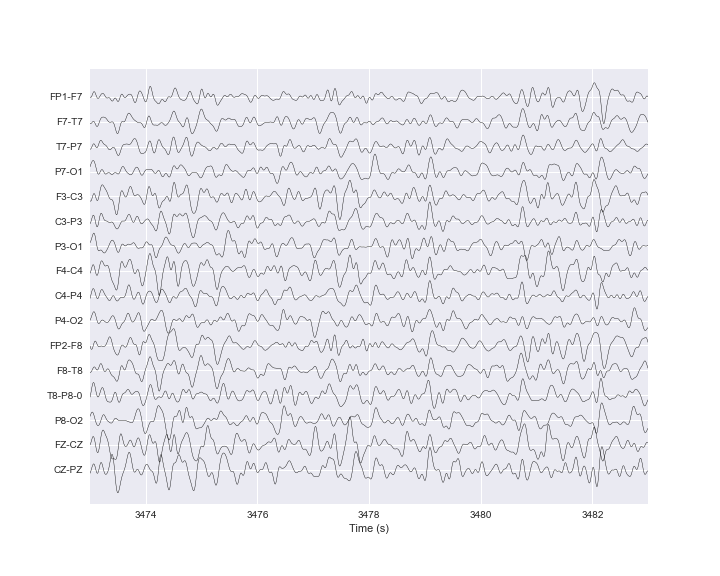 FP1-F7
F7-T7
T7-P7
P7-O1
F3-C3
C3-P3
P3-O1
F4-C4
C4-P4
P4-O2
FP2-F8
F8-T8
T8-P8-0
P8-O2
FZ-CZ
CZ-PZ
3474 3476 3478 3480 3482
Time (s)